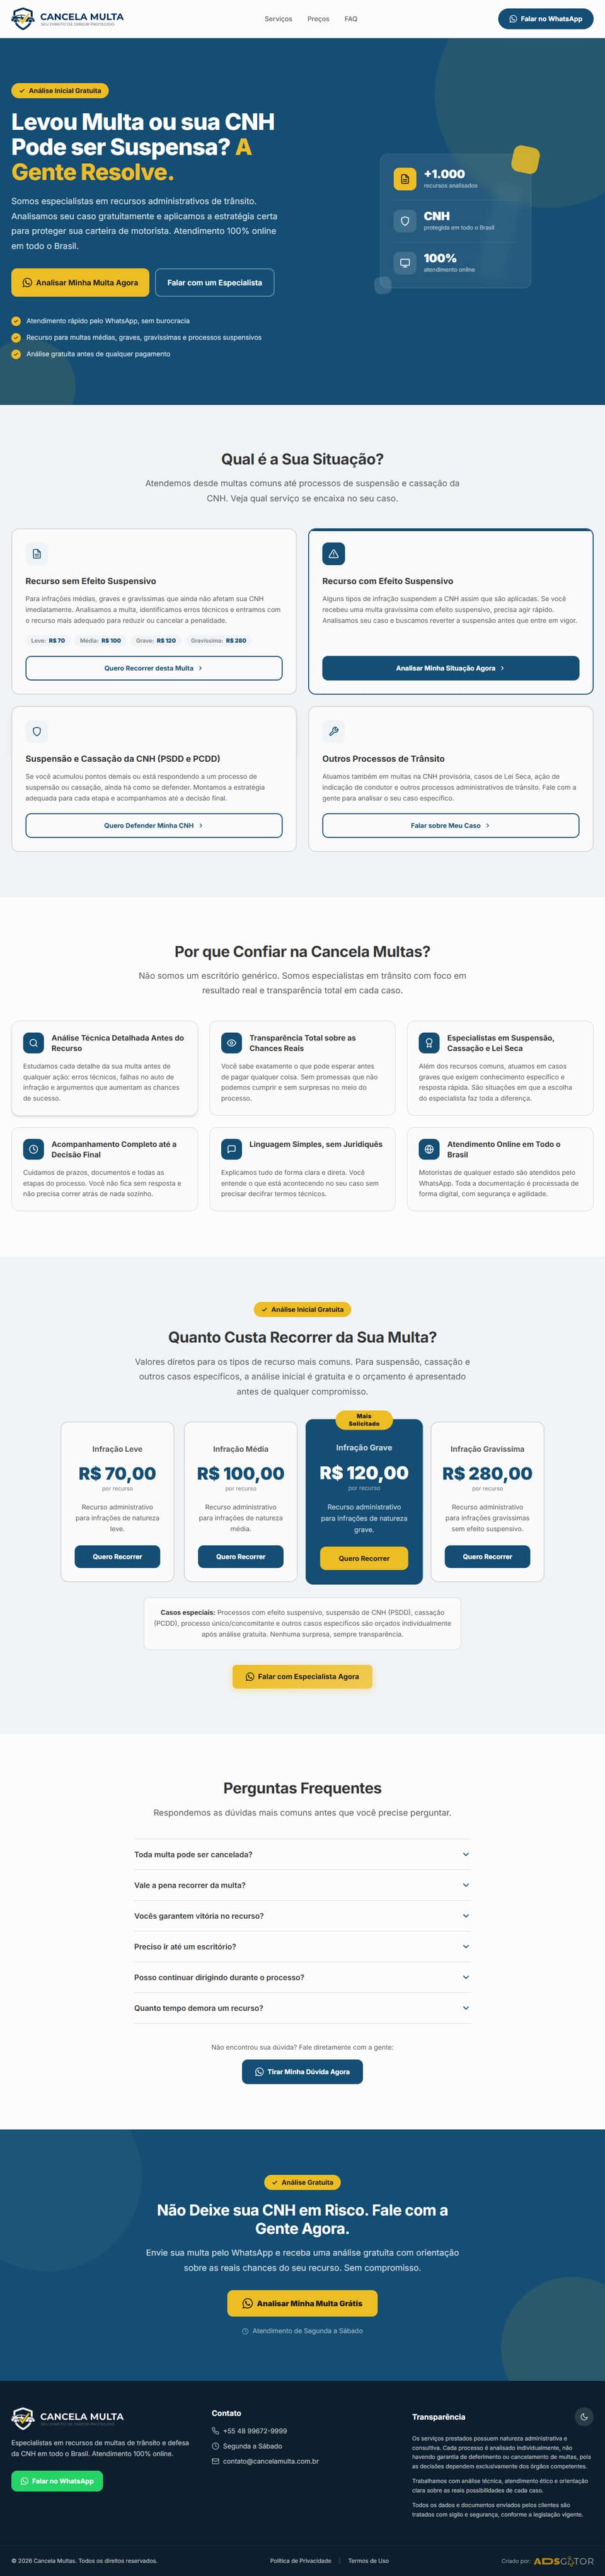 CANCELA MULTA
SEU DIREITO DE DIRIGIR PROTEGIDO
Serviços
Preços
FAQ
Falar no WhatsApp
Análise Inicial Gratuita
Levou Multa ou sua CNH
Pode ser Suspensa? A
Gente Resolve.
Somos especialistas em recursos administrativos de trânsito.
Analisamos seu caso gratuitamente e aplicamos a estratégia certa
para proteger sua carteira de motorista. Atendimento 100% online
em todo o Brasil.
Analisar Minha Multa Agora
Falar com um Especialista
Atendimento rápido pelo WhatsApp, sem burocracia
Recurso para multas médias, graves, gravíssimas e processos suspensivos
Análise gratuita antes de qualquer pagamento
+1.000
recursos analisados
CNH
protegida em todo o Brasil
100%
atendimento online
Qual é a Sua Situação?
Atendemos desde multas comuns até processos de suspensão e cassação da
CNH. Veja qual serviço se encaixa no seu caso.
Recurso sem Efeito Suspensivo
Para infrações médias, graves e gravíssimas que ainda não afetam sua CNH
imediatamente. Analisamos a multa, identificamos erros técnicos e entramos com
o recurso mais adequado para reduzir ou cancelar a penalidade.
Leve: R$ 70
Média: R$ 100
Grave: R$ 120
Gravíssima: R$ 280
Quero Recorrer desta Multa
Recurso com Efeito Suspensivo
Alguns tipos de infração suspendem a CNH assim que são aplicadas. Se você
recebeu uma multa gravíssima com efeito suspensivo, precisa agir rápido.
Analisamos seu caso e buscamos reverter a suspensão antes que entre em vigor.
Analisar Minha Situação Agora
Suspensão e Cassação da CNH (PSDD e PCDD)
Se você acumulou pontos demais ou está respondendo a um processo de
suspensão ou cassação, ainda há como se defender. Montamos a estratégia
adequada para cada etapa e acompanhamos até a decisão final.
Quero Defender Minha CNH
Outros Processos de Trânsito
Atuamos também em multas na CNH provisória, casos de Lei Seca, ação de
indicação de condutor e outros processos administrativos de trânsito. Fale com a
gente para analisar o seu caso específico.
Falar sobre Meu Caso
Por que Confiar na Cancela Multas?
Não somos um escritório genérico. Somos especialistas em trânsito com foco em
resultado real e transparência total em cada caso.
Análise Técnica Detalhada Antes do
Recurso
Estudamos cada detalhe da sua multa antes de
qualquer ação: erros técnicos, falhas no auto de
infração e argumentos que aumentam as chances
de sucesso.
Transparência Total sobre as
Chances Reais
Você sabe exatamente o que pode esperar antes
de pagar qualquer coisa. Sem promessas que não
podemos cumprir e sem surpresas no meio do
processo.
Especialistas em Suspensão,
Cassação e Lei Seca
Além dos recursos comuns, atuamos em casos
graves que exigem conhecimento específico e
resposta rápida. São situações em que a escolha
do especialista faz toda a diferença.
Acompanhamento Completo até a
Decisão Final
Cuidamos de prazos, documentos e todas as
etapas do processo. Você não fica sem resposta e
não precisa correr atrás de nada sozinho.
Linguagem Simples, sem Juridiquês
Explicamos tudo de forma clara e direta. Você
entende o que está acontecendo no seu caso sem
precisar decifrar termos técnicos.
Atendimento Online em Todo o
Brasil
Motoristas de qualquer estado são atendidos pelo
WhatsApp. Toda a documentação é processada de
forma digital, com segurança e agilidade.
Análise Inicial Gratuita
Quanto Custa Recorrer da Sua Multa?
Valores diretos para os tipos de recurso mais comuns. Para suspensão, cassação e
outros casos específicos, a análise inicial é gratuita e o orçamento é apresentado
antes de qualquer compromisso.
Infração Leve
R$ 70,00
por recurso
Recurso administrativo
para infrações de natureza
leve.
Quero Recorrer
Infração Média
R$ 100,00
por recurso
Recurso administrativo
para infrações de natureza
média.
Quero Recorrer
Mais
Solicitado
Infração Grave
R$ 120,00
por recurso
Recurso administrativo
para infrações de natureza
grave.
Quero Recorrer
Infração Gravíssima
R$ 280,00
por recurso
Recurso administrativo
para infrações gravíssimas
sem efeito suspensivo.
Quero Recorrer
Casos especiais: Processos com efeito suspensivo, suspensão de CNH (PSDD), cassação
(PCDD), processo único/concomitante e outros casos específicos são orçados individualmente
após análise gratuita. Nenhuma surpresa, sempre transparência.
Falar com Especialista Agora
Perguntas Frequentes
Respondemos as dúvidas mais comuns antes que você precise perguntar.
Toda multa pode ser cancelada?
Vale a pena recorrer da multa?
Vocês garantem vitória no recurso?
Preciso ir até um escritório?
Posso continuar dirigindo durante o processo?
Quanto tempo demora um recurso?
Não encontrou sua dúvida? Fale diretamente com a gente:
Tirar Minha Dúvida Agora
Análise Gratuita
Não Deixe sua CNH em Risco. Fale com a
Gente Agora.
Envie sua multa pelo WhatsApp e receba uma análise gratuita com orientação
sobre as reais chances do seu recurso. Sem compromisso.
Analisar Minha Multa Grátis
Atendimento de Segunda a Sábado
CANCELA MULTA
SEU DIREITO DE DIRIGIR PROTEGIDO
Especialistas em recursos de multas de trânsito e defesa
da CNH em todo o Brasil. Atendimento 100% online.
Falar no WhatsApp
Contato
+55 48 99672-9999
Segunda a Sábado
contato@cancelamulta.com.br
Transparência
Os serviços prestados possuem natureza administrativa e
consultiva. Cada processo é analisado individualmente, não
havendo garantia de deferimento ou cancelamento de multas, pois
as decisões dependem exclusivamente dos órgãos competentes.
Trabalhamos com análise técnica, atendimento ético e orientação
clara sobre as reais possibilidades de cada caso.
Todos os dados e documentos enviados pelos clientes são
tratados com sigilo e segurança, conforme a legislação vigente.
© 2026 Cancela Multas. Todos os direitos reservados.
Política de Privacidade
|
Termos de Uso
Criado por: ADSGATOR